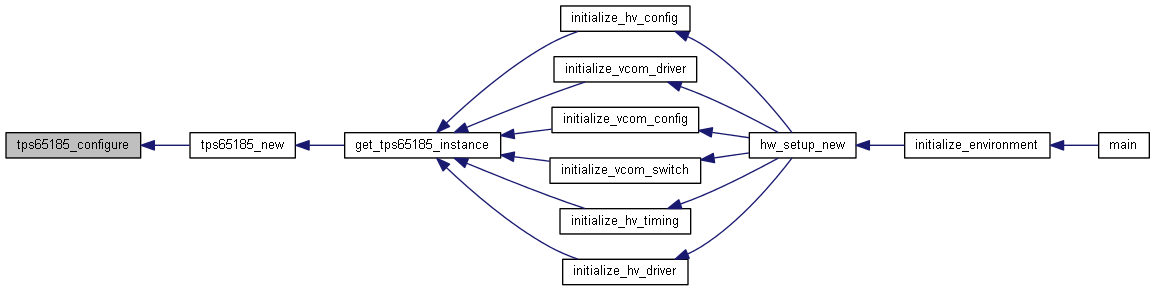 initialize_hv_config
initialize_vcom_driver
initialize_vcom_config
tps65185_configure
tps65185_new
get_tps65185_instance
hw_setup_new
initialize_environment
main
initialize_vcom_switch
initialize_hv_timing
initialize_hv_driver